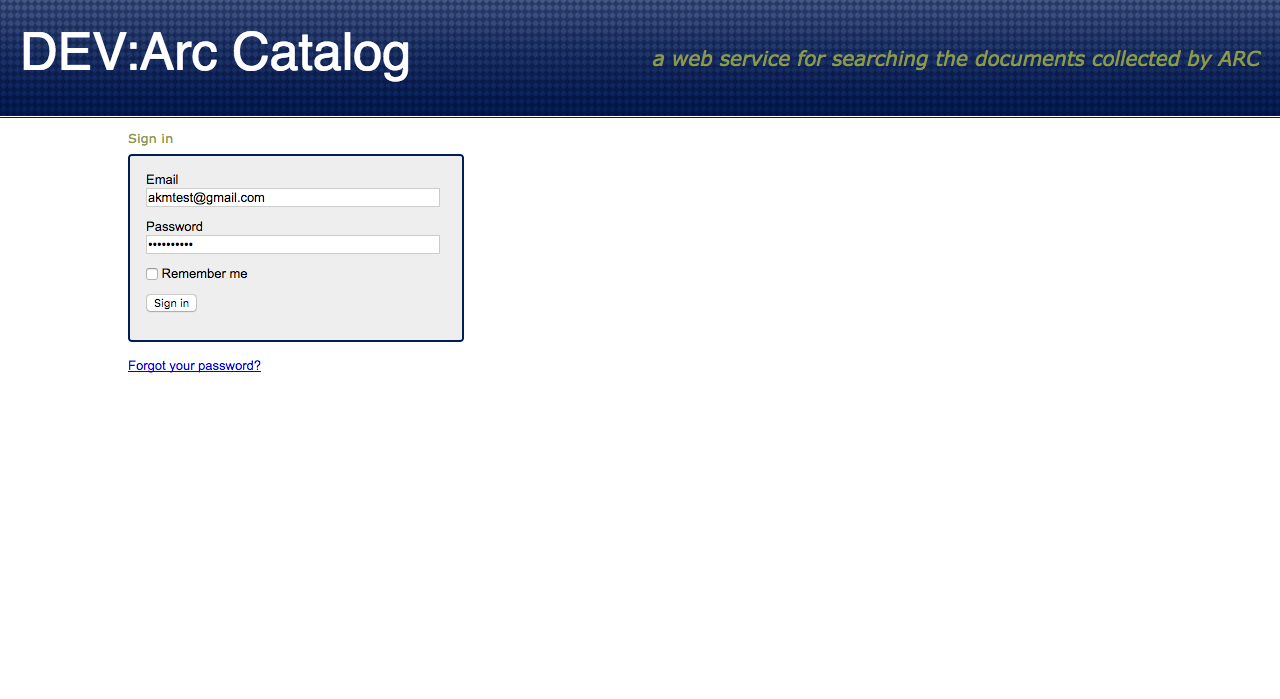 DEV:Arc Catalog
a web service for searching the documents collected by ARC
Sign in
Email
akmtest@gmail.com
Password
••••••••••
Remember me
Sign in
Forgot your password?